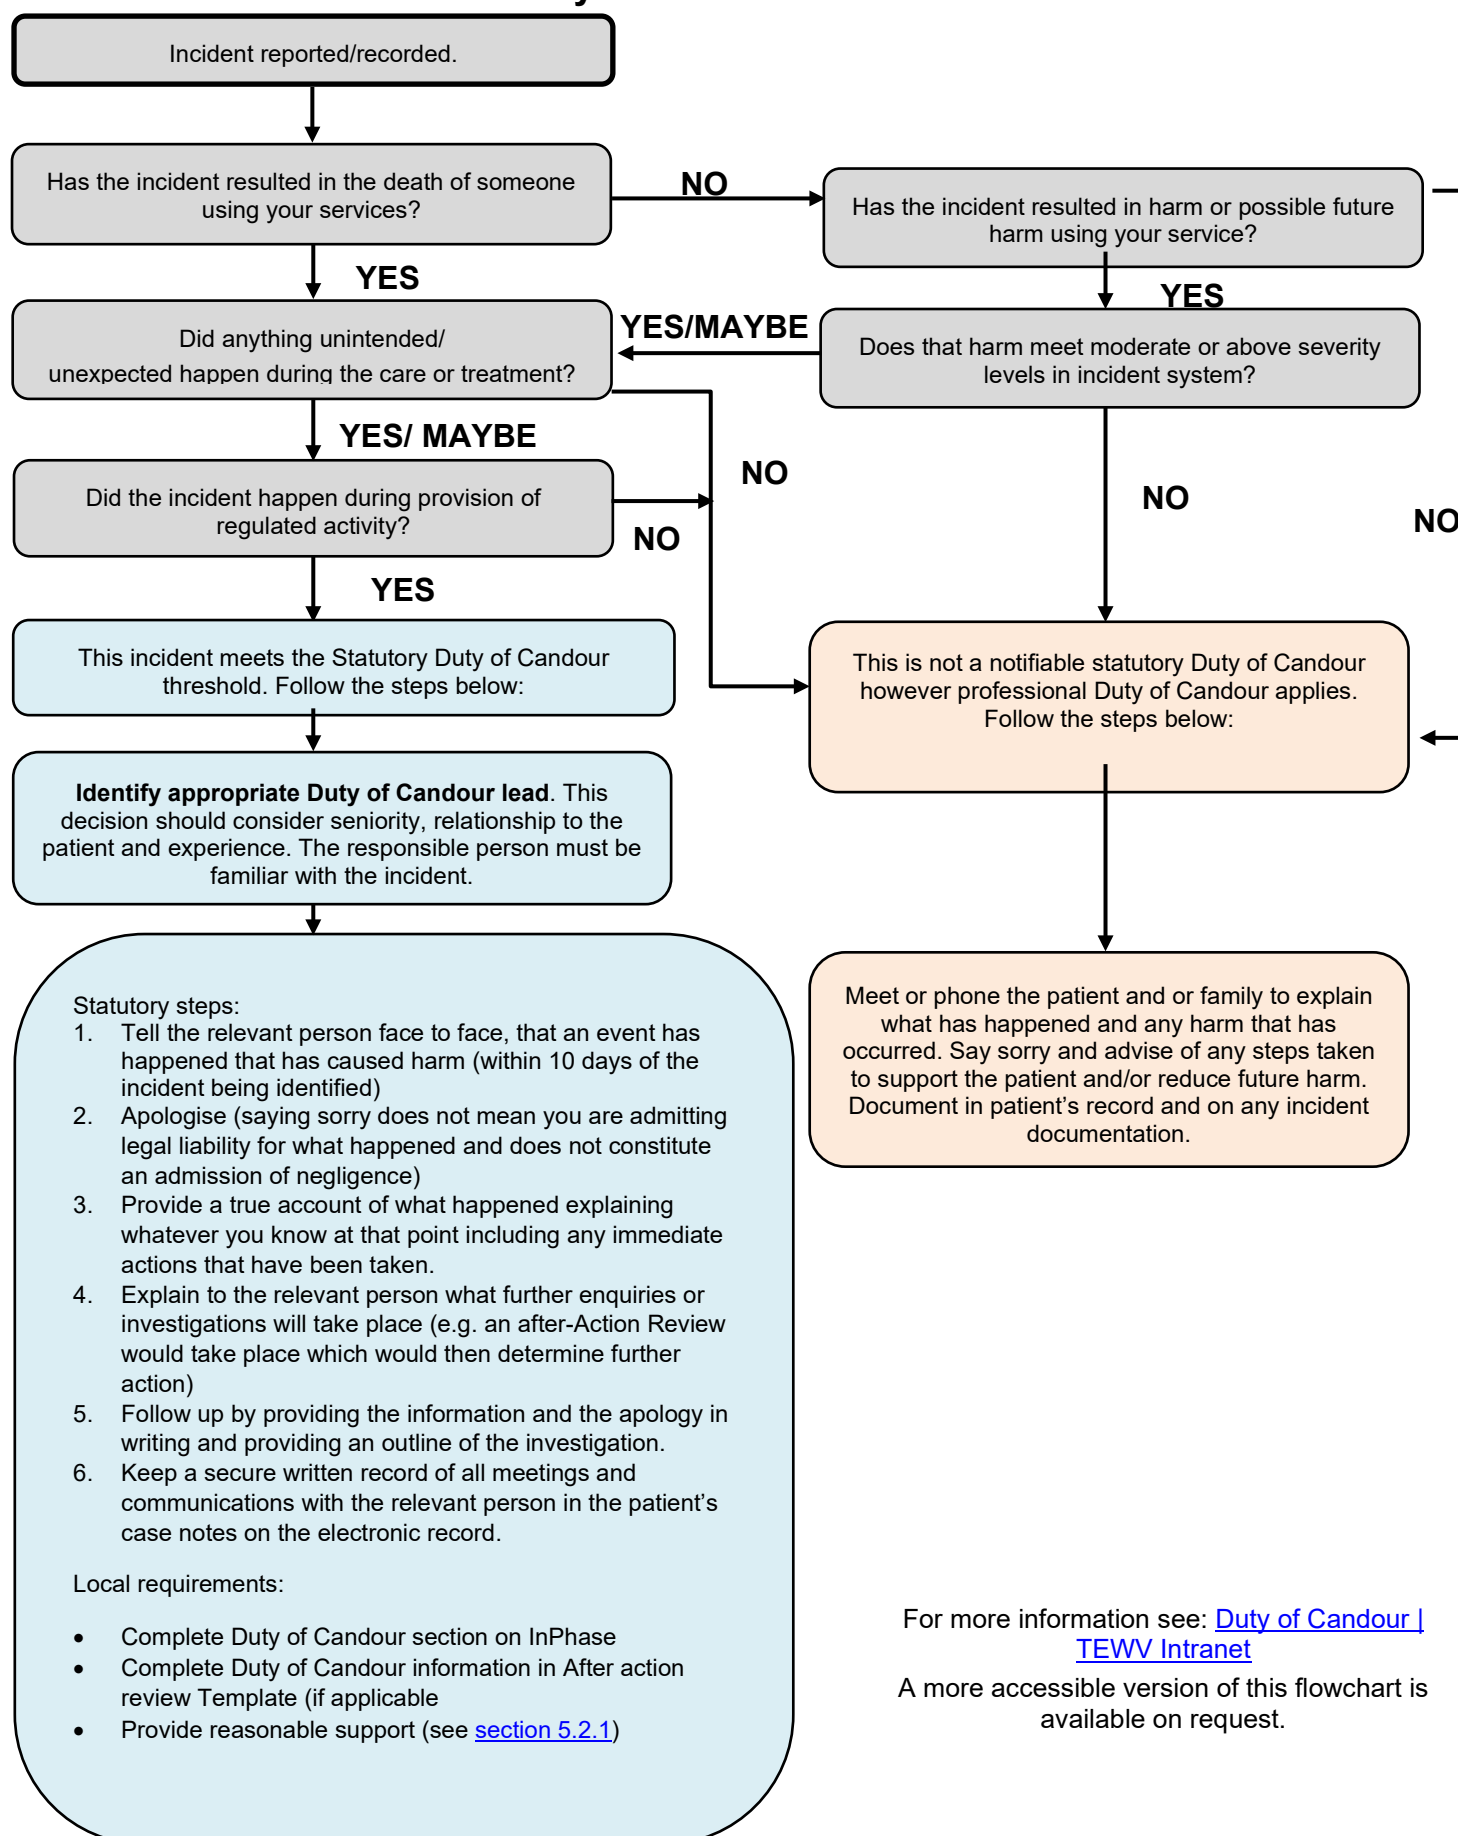 Incident reported/recorded.
Has the incident resulted in the death of someone
using your services?
NO
Has the incident resulted in harm or possible future
harm using your service?
YES
YES
Did anything unintended/
unexpected happen during the care or treatment?
YES/MAYBE
Does that harm meet moderate or above severity
levels in incident system?
YES/ MAYBE
NO
NO
NO
Did the incident happen during provision of
regulated activity?
NO
YES
This incident meets the Statutory Duty of Candour
threshold. Follow the steps below:
This is not a notifiable statutory Duty of Candour
however professional Duty of Candour applies.
Follow the steps below:
Identify appropriate Duty of Candour lead. This
decision should consider seniority, relationship to the
patient and experience. The responsible person must be
familiar with the incident.
Meet or phone the patient and or family to explain
what has happened and any harm that has
occurred. Say sorry and advise of any steps taken
to support the patient and/or reduce future harm.
Document in patient’s record and on any incident
documentation.
Statutory steps:
1. Tell the relevant person face to face, that an event has
happened that has caused harm (within 10 days of the
incident being identified)
2. Apologise (saying sorry does not mean you are admitting
legal liability for what happened and does not constitute
an admission of negligence)
3. Provide a true account of what happened explaining
whatever you know at that point including any immediate
actions that have been taken.
4. Explain to the relevant person what further enquiries or
investigations will take place (e.g. an after-Action Review
would take place which would then determine further
action)
5. Follow up by providing the information and the apology in
writing and providing an outline of the investigation.
6. Keep a secure written record of all meetings and
communications with the relevant person in the patient’s
case notes on the electronic record.
Local requirements:
• Complete Duty of Candour section on InPhase
• Complete Duty of Candour information in After action
review Template (if applicable
• Provide reasonable support (see section 5.2.1)
For more information see: Duty of Candour |
TEWV Intranet
A more accessible version of this flowchart is
available on request.